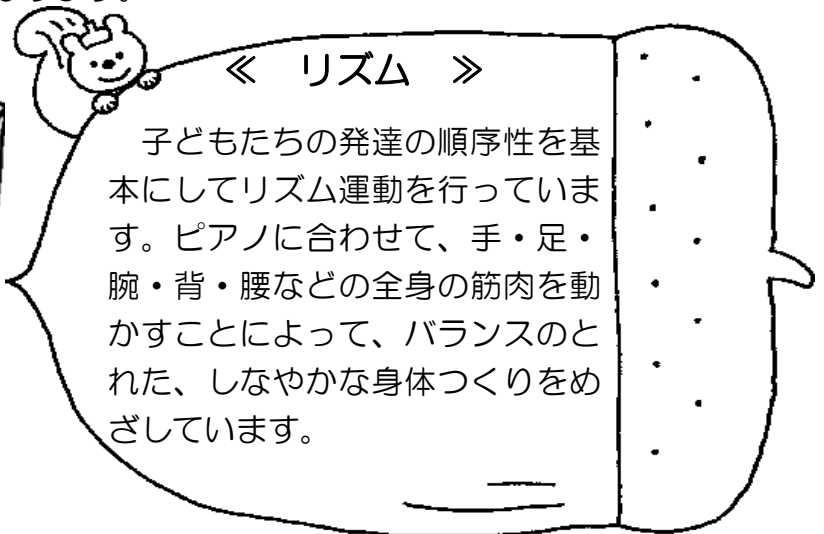 ≪　リズム　≫
　子どもたちの発達の順序性を基
本にしてリズム運動を行っていま
す。ピアノに合わせて、手・足・
腕・背・腰などの全身の筋肉を動
かすことによって、バランスのと
れた、しなやかな身体つくりをめ
ざしています。